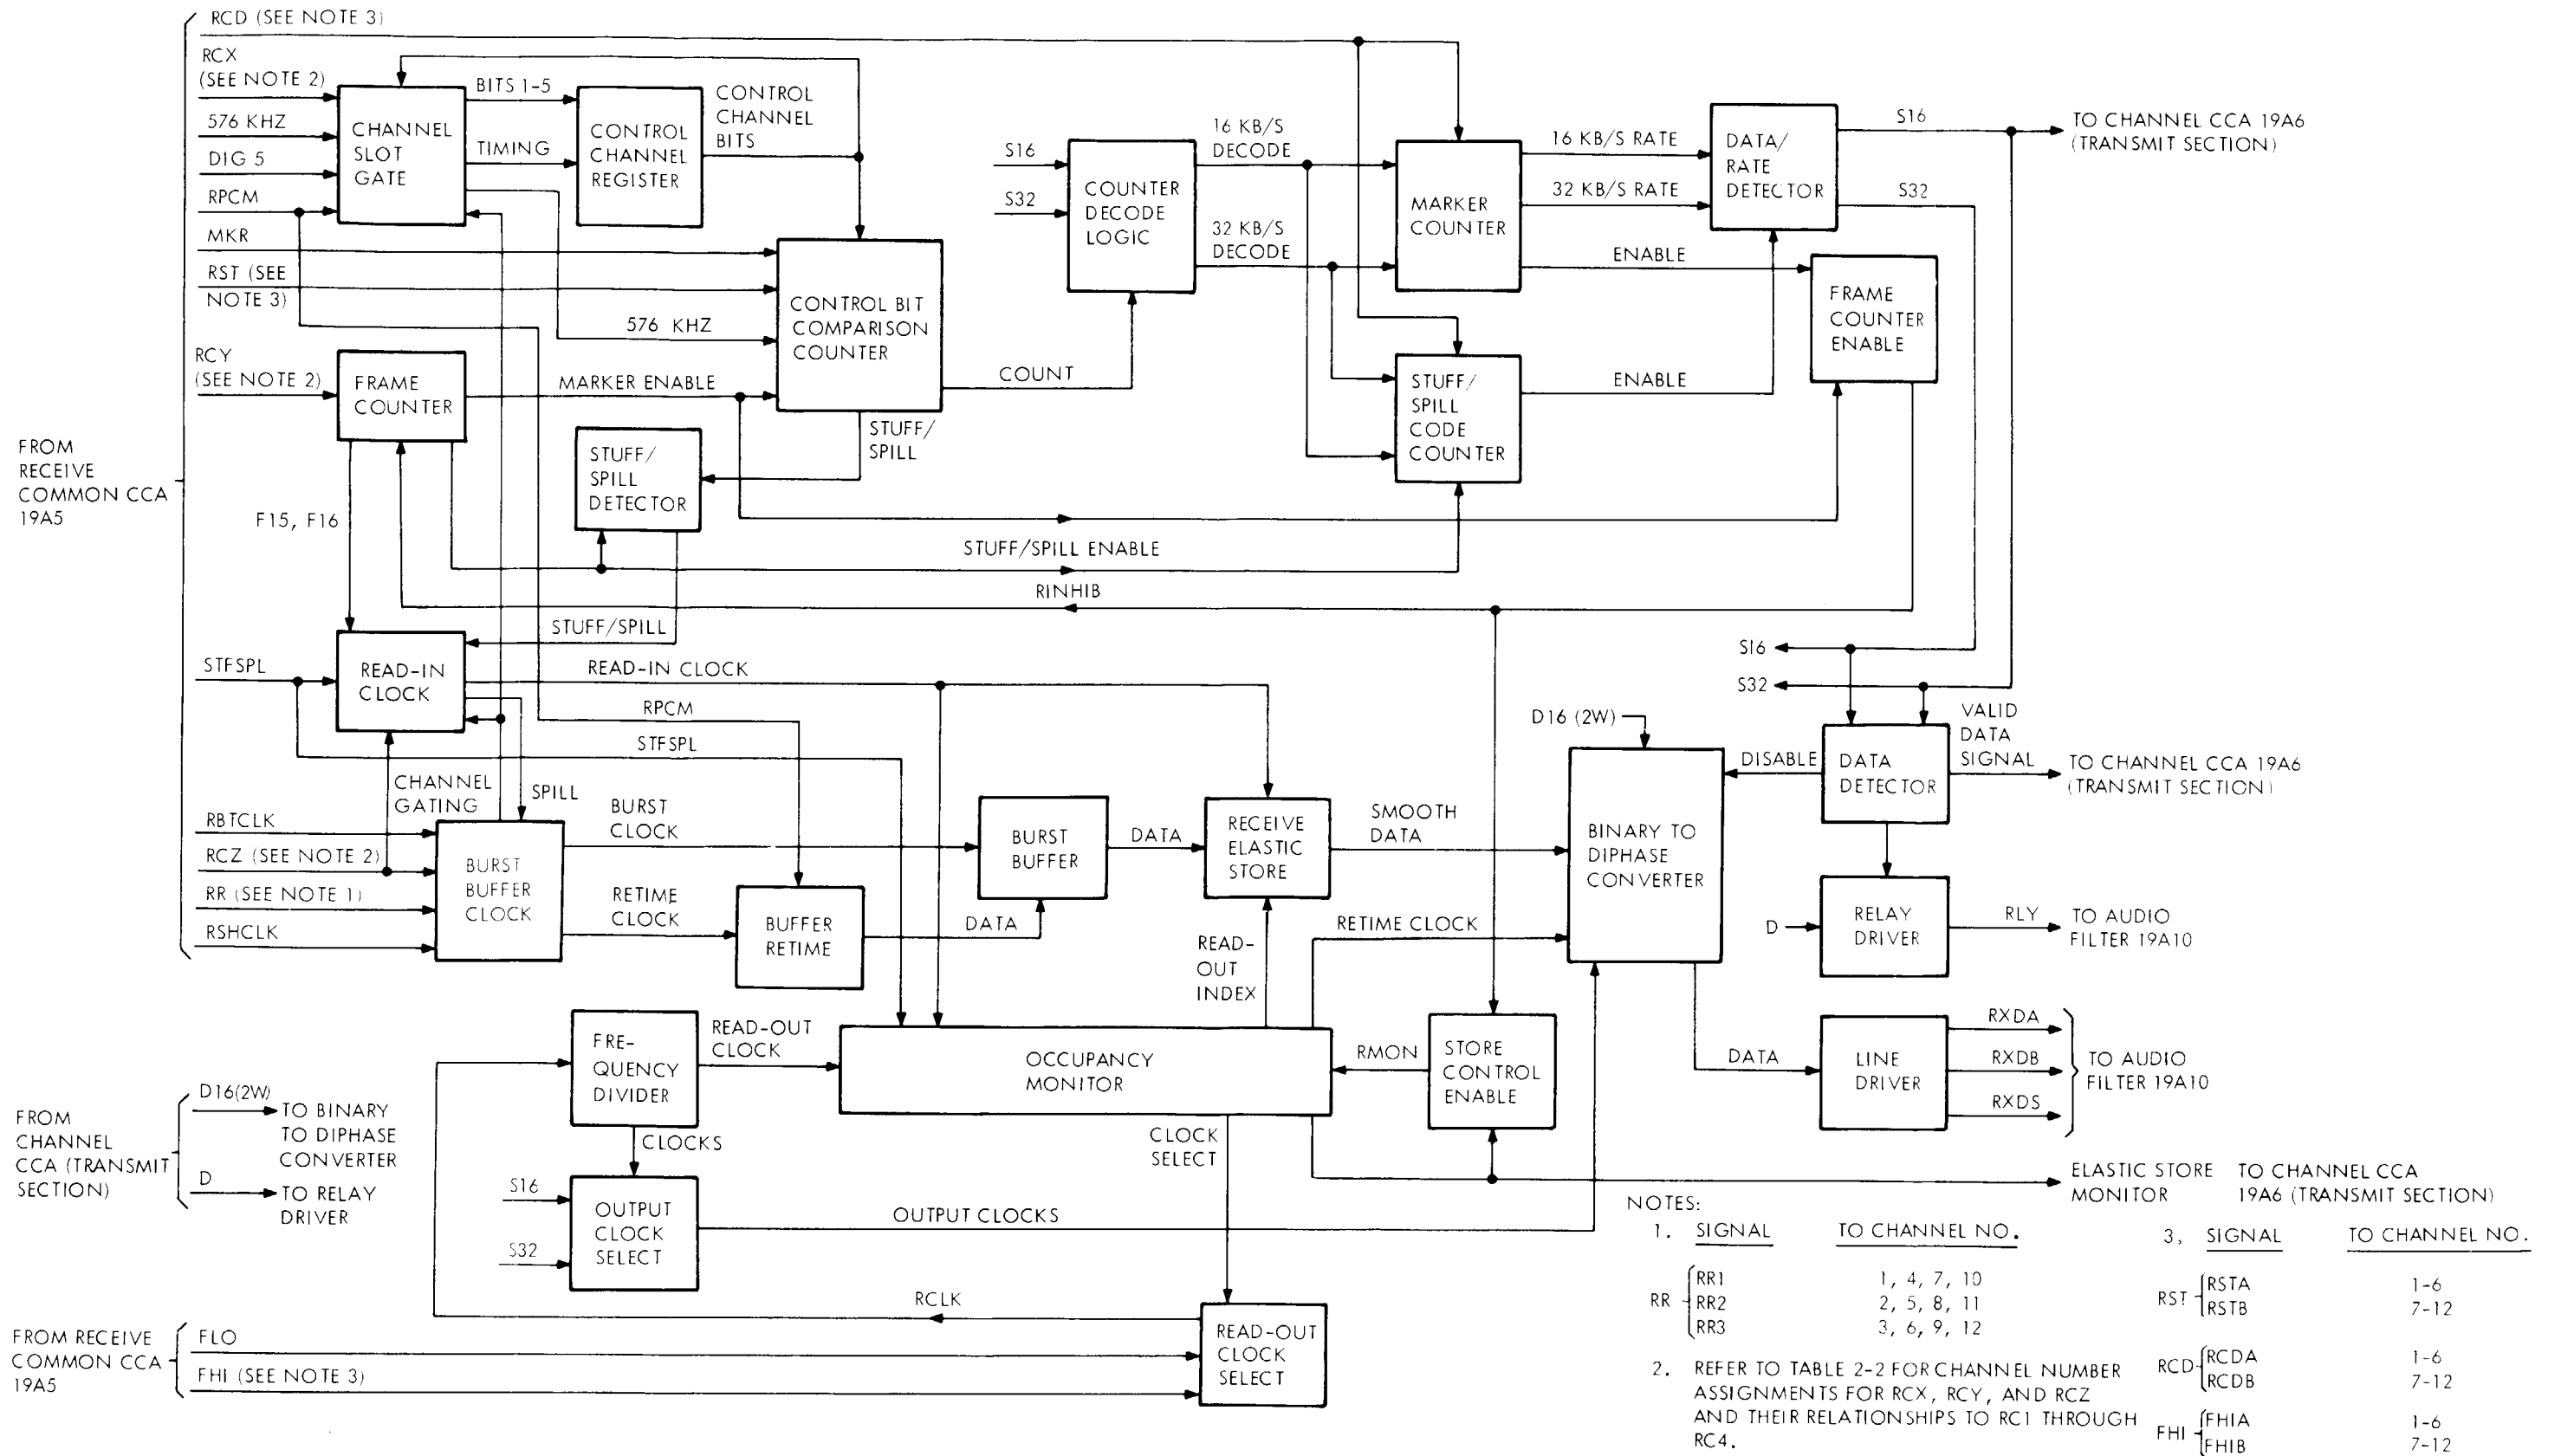 RCD (SEE NOTE 3)
RCX
(SEE NOTE 2)
576 KHZ
DIG 5
RPCM
MKR
RST (SEE
NOTE 3)
RCY
(SEE NOTE 2)
FROM
RECEIVE
COMMON CCA
19A5
CHANNEL
SLOT
GATE
BITS 1-5
TIMING
CONTROL
CHANNEL
REGISTER
CONTROL
CHANNEL
BITS
576 KHZ
CONTROL BIT
COMPARISON
COUNTER
FRAME
COUNTER
MARKER ENABLE
COUNT
STUFF/
SPILL
STUFF/
SPILL
DETECTOR
F15, F16
STUFF/SPILL ENABLE
RINHIB
STUFF/SPILL
S16
S32
COUNTER
DECODE
LOGIC
16 KB/S
DECODE
32 KB/S
DECODE
MARKER
COUNTER
16 KB/S RATE
32 KB/S RATE
ENABLE
DATA/
RATE
DETECTOR
S16
S32
TO CHANNEL CCA 19A6
(TRANSMIT SECTION)
FRAME
COUNTER
ENABLE
STUFF/
SPILL
CODE
COUNTER
ENABLE
STFSPL
READ-IN
CLOCK
READ-IN CLOCK
RPCM
STFSPL
CHANNEL
GATING
SPILL
RBTCLK
RCZ (SEE NOTE 2)
RR (SEE NOTE 1)
RSHCLK
BURST
BUFFER
CLOCK
BURST
CLOCK
RETIME
CLOCK
BUFFER
RETIME
DATA
BURST
BUFFER
DATA
RECEIVE
ELASTIC
STORE
SMOOTH
DATA
READ-
OUT
INDEX
RETIME CLOCK
D16 (2W)
BINARY TO
DIPHASE
CONVERTER
S16
S32
DISABLE
DATA
DETECTOR
VALID
DATA
SIGNAL
TO CHANNEL CCA 19A6
(TRANSMIT SECTION)
D
RELAY
DRIVER
RLY
TO AUDIO
FILTER 19A10
DATA
LINE
DRIVER
RXDA
RXDB
RXDS
TO AUDIO
FILTER 19A10
FRE-
QUENCY
DIVIDER
READ-OUT
CLOCK
OCCUPANCY
MONITOR
RMON
STORE
CONTROL
ENABLE
CLOCKS
CLOCK
SELECT
S16
S32
OUTPUT
CLOCK
SELECT
OUTPUT CLOCKS
ELASTIC STORE
MONITOR
TO CHANNEL CCA
19A6 (TRANSMIT SECTION)
FROM
CHANNEL
CCA (TRANSMIT
SECTION)
D16(2W)
TO BINARY
TO DIPHASE
CONVERTER
D
TO RELAY
DRIVER
RCLK
READ-OUT
CLOCK
SELECT
FROM RECEIVE
COMMON CCA
19A5
FLO
FHI (SEE NOTE 3)
NOTES:
1. SIGNAL TO CHANNEL NO.
RR
RR1 1, 4, 7, 10
RR2 2, 5, 8, 11
RR3 3, 6, 9, 12
2. REFER TO TABLE 2-2 FOR CHANNEL NUMBER
ASSIGNMENTS FOR RCX, RCY, AND RCZ
AND THEIR RELATIONSHIPS TO RC1 THROUGH
RC4.
3, SIGNAL TO CHANNEL NO.
RST
RSTA 1-6
RSTB 7-12
RCD
RCDA 1-6
RCDB 7-12
FHI
FHIA 1-6
FHIB 7-12